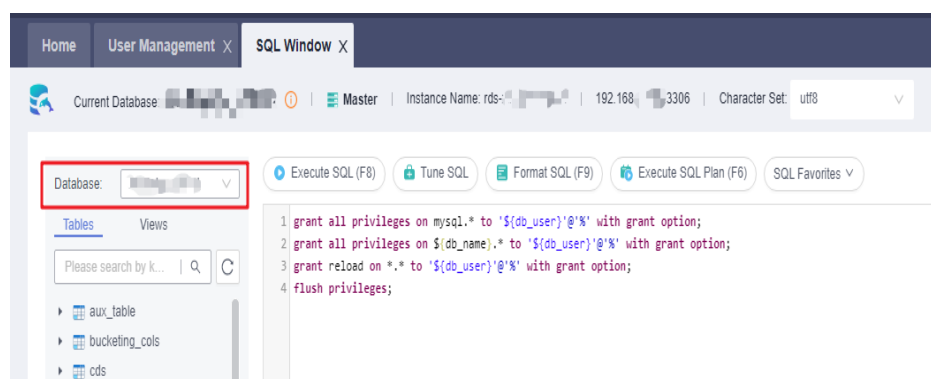 Home User Management X SQL Window X
Current Database: Master | Instance Name: rds- | 192.168. 3306 | Character Set: utf8
Database: Execute SQL (F8) Tune SQL Format SQL (F9) Execute SQL Plan (F6) SQL Favorites
Tables Views
Please search by k... | 
1 grant all privileges on mysql.* to '${db_user}'@'%' with grant option;
2 grant all privileges on ${db_name}.* to '${db_user}'@'%' with grant option;
3 grant reload on *.* to '${db_user}'@'%' with grant option;
4 flush privileges;
aux_table
bucketing_cols
cds